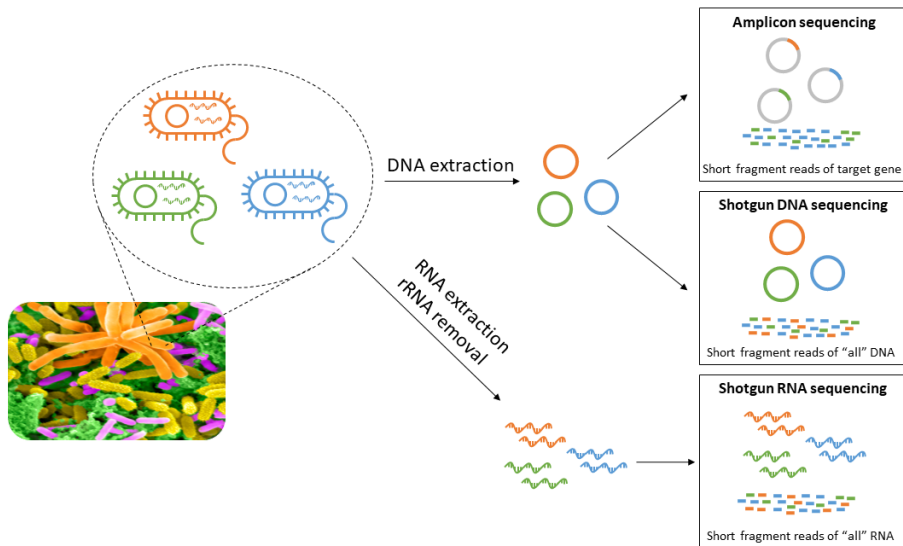 Amplicon sequencing
Short fragment reads of target gene
DNA extraction
Shotgun DNA sequencing
Short fragment reads of “all” DNA
RNA extraction
rRNA removal
Shotgun RNA sequencing
Short fragment reads of “all” RNA